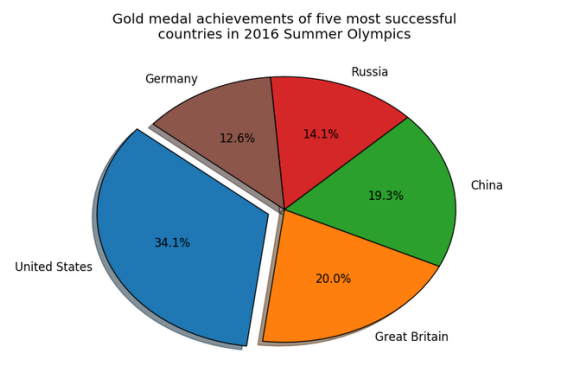 Gold medal achievements of five most successful
countries in 2016 Summer Olympics
Russia
Germany
14.1%
12.6%
China
19.3%
34.1%
United States
20.0%
Great Britain